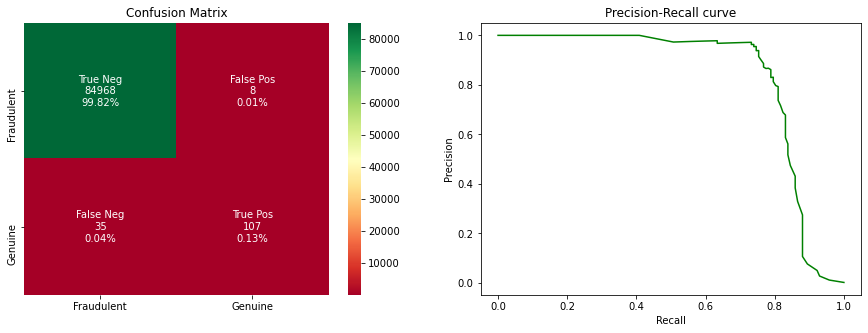 Confusion Matrix
Fraudulent
Genuine
True Neg
84968
99.82%
False Pos
8
0.01%
False Neg
35
0.04%
True Pos
107
0.13%
Fraudulent
Genuine
80000
70000
60000
50000
40000
30000
20000
10000
Precision-Recall curve
Precision
1.0
0.8
0.6
0.4
0.2
0.0
0.0
0.2
0.4
0.6
0.8
1.0
Recall